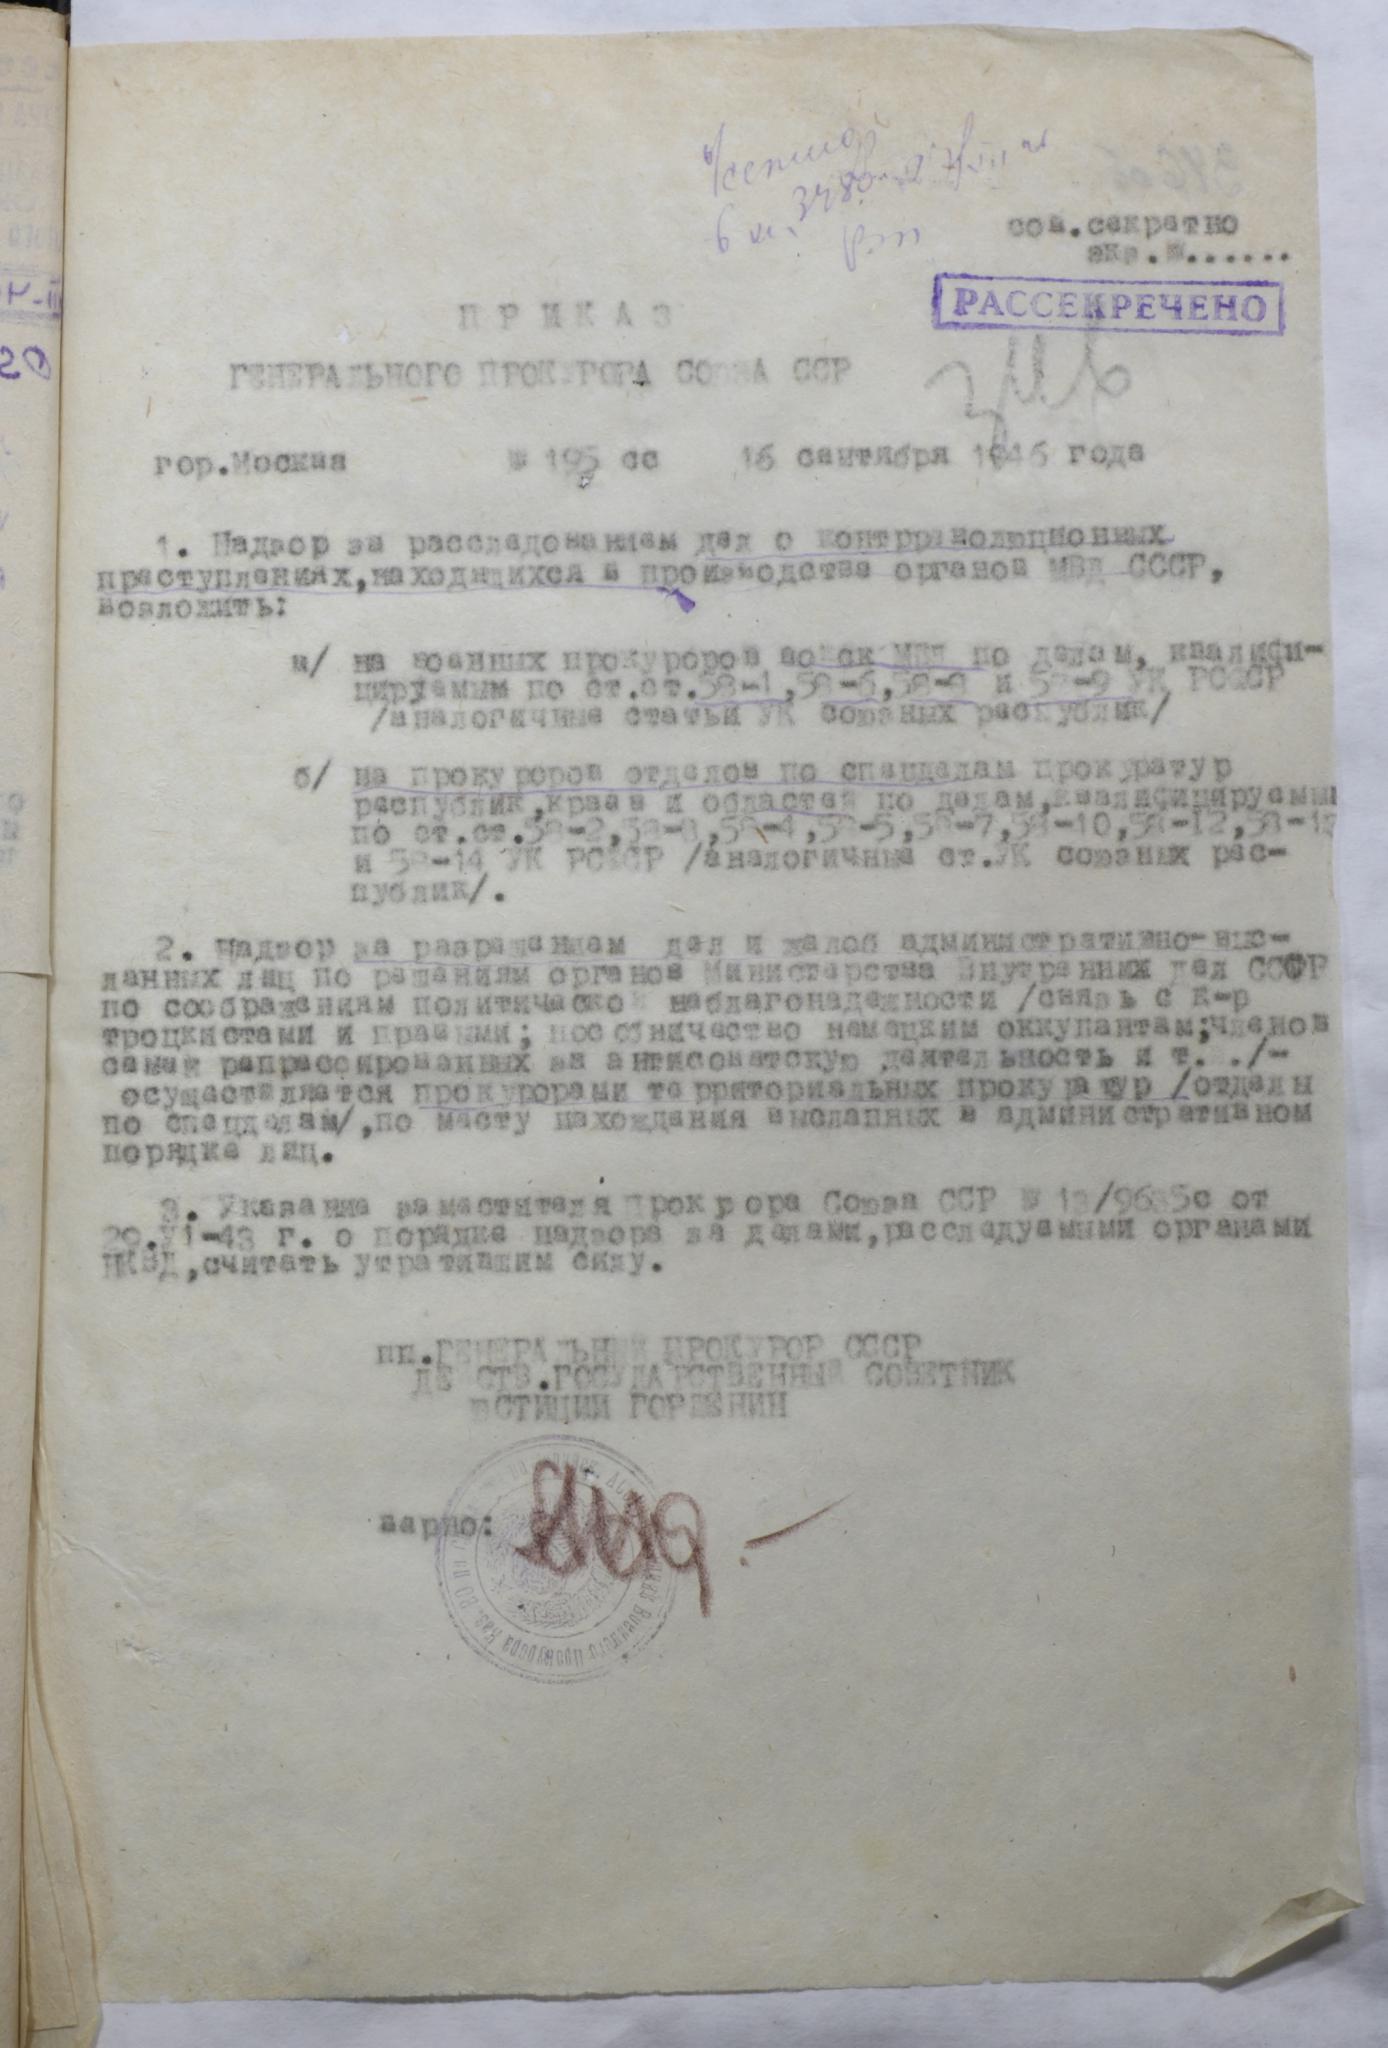 сов.секретно
экз.№......
РАССЕКРЕЧЕНО
П Р И К А З
ГЕНЕРАЛЬНОГО ПРОКУРОРА СОЮЗА ССР
гор.Москва № 195 сс 16 сентября 1946 года
1. Надзор за расследованием дел о контрреволюционных
преступлениях,находящихся в производстве органов МВД СССР,
возложить:
а/ на военных прокуроров войск МВД по делам, квалифи-
цируемым по ст.ст.58-1,58-6,58-8 и 58-9 УК РСФСР
/аналогичные статьи УК союзных республик/
б/ на прокуроров отделов по спецделам прокуратур
республик,краев и областей по делам,квалифицируемым
по ст.ст.58-2,58-3,58-4,58-5,58-7,58-10,58-12,58-13
и 58-14 УК РСФСР /аналогичные ст.УК союзных рес-
публик/.
2. Надзор за разрешением дел и жалоб административно-выс-
ланных лиц по решениям органов Министерства Внутренних дел СССР
по соображениям политической неблагонадежности /связь с к-р
троцкистами и правыми; пособничество немецким оккупантам;членов
семей репрессированных за антисоветскую деятельность и т. ./-
осуществляется прокурорами территориальных прокуратур /отделы
по спецделам/,по месту нахождения высланных в административном
порядке лиц.
3. Указание заместителя Прокурора Союза ССР № 13/9635с от
20.VI-43 г. о порядке надзора за делами,расследуемыми органами
НКВД,считать утратившим силу.
пп.ГЕНЕРАЛЬНЫЙ ПРОКУРОР СССР
ДЕЙСТВ.ГОСУДАРСТВЕННЫЙ СОВЕТНИК
ЮСТИЦИИ ГОРШЕНИН
верно: